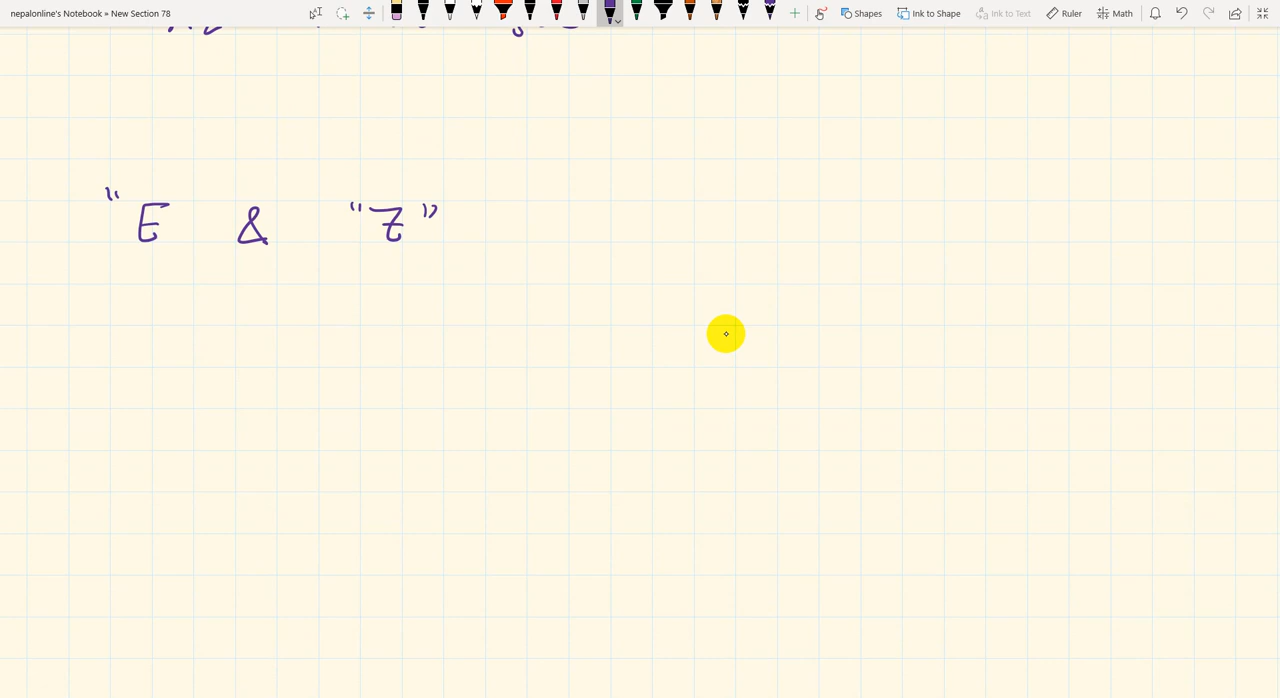 nepalonline's Notebook » New Section 78
Shapes Ink to Shape Ink to Text Ruler Math
“E & “Z”